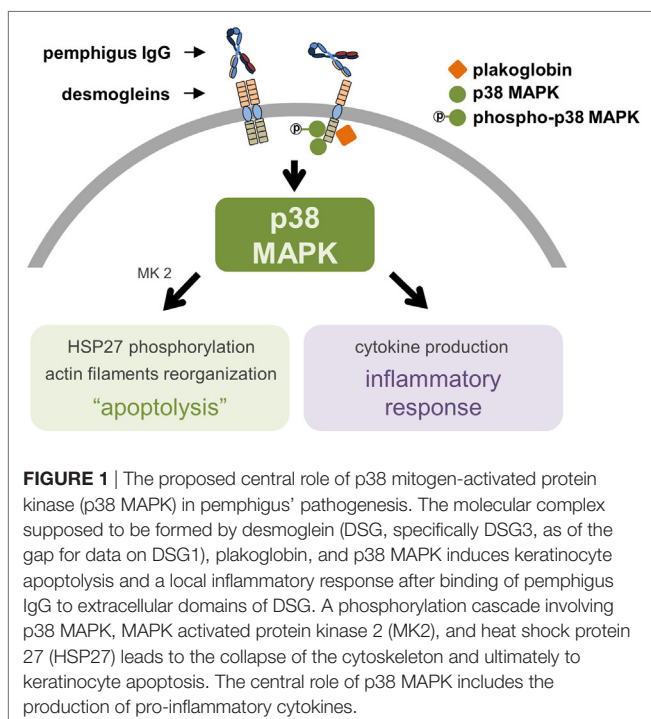 pemphigus IgG
desmogleins
plakoglobin
p38 MAPK
P phospho-p38 MAPK
P
p38
MAPK
MK 2
HSP27 phosphorylation
actin filaments reorganization
“apoptolysis”
cytokine production
inflammatory
response
FIGURE 1 | The proposed central role of p38 mitogen-activated protein
kinase (p38 MAPK) in pemphigus’ pathogenesis. The molecular complex
supposed to be formed by desmoglein (DSG, specifically DSG3, as of the
gap for data on DSG1), plakoglobin, and p38 MAPK induces keratinocyte
apoptolysis and a local inflammatory response after binding of pemphigus
IgG to extracellular domains of DSG. A phosphorylation cascade involving
p38 MAPK, MAPK activated protein kinase 2 (MK2), and heat shock protein
27 (HSP27) leads to the collapse of the cytoskeleton and ultimately to
keratinocyte apoptosis. The central role of p38 MAPK includes the
production of pro-inflammatory cytokines.